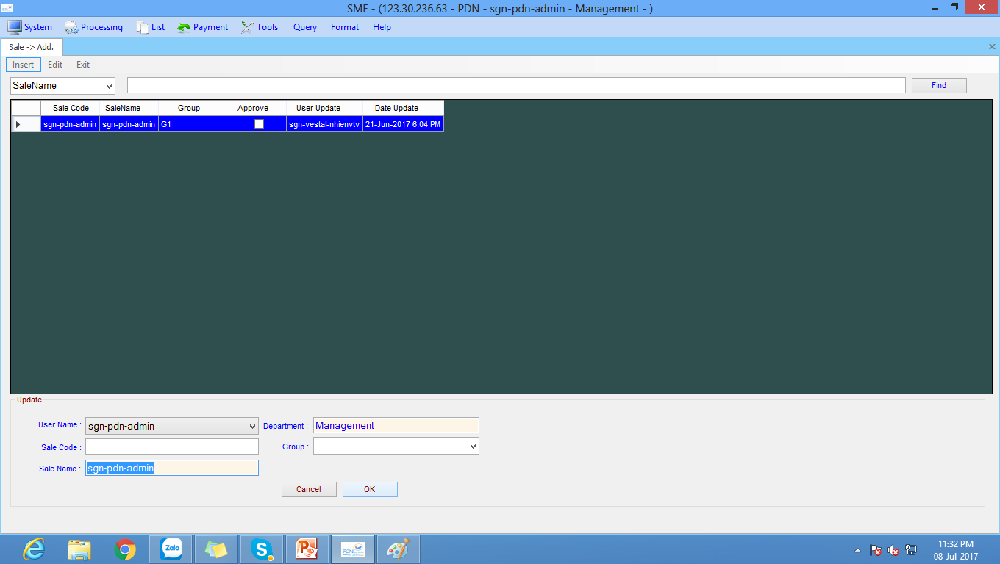 SMF - (123.30.236.63 - PDN - sgn-pdn-admin - Management - )
System Processing List Payment Tools Query Format Help
Sale -> Add.
Insert Edit Exit
SaleName Find
Sale Code SaleName Group Approve User Update Date Update
sgn-pdn-admin sgn-pdn-admin G1 sgn-vestal-nhienvtv 21-Jun-2017 6:04 PM
Update
User Name : sgn-pdn-admin Department : Management
Sale Code : Group :
Sale Name : sgn-pdn-admin
Cancel OK
Zalo PDN
11:32 PM
08-Jul-2017